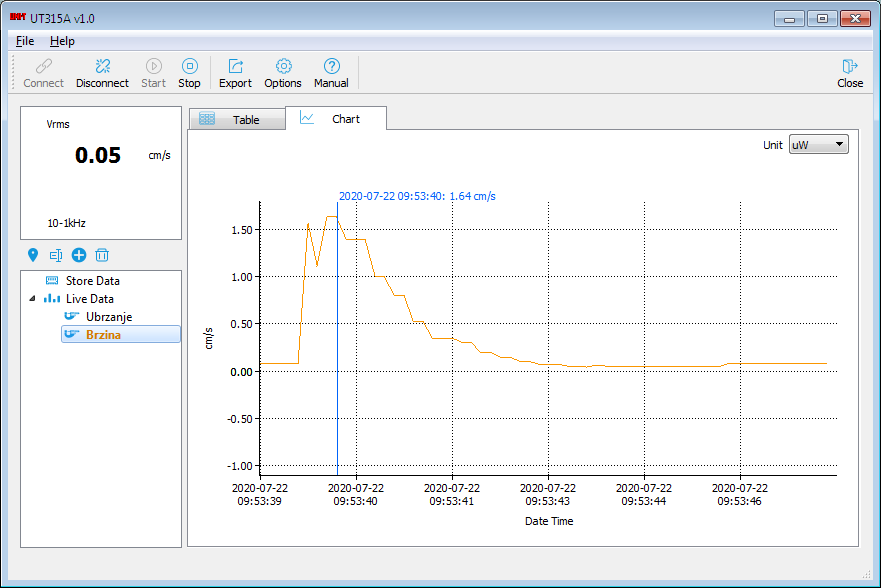 UNI-T UT315A v1.0
File Help
Connect Disconnect Start Stop Export Options Manual Close
Vrms
0.05 cm/s
10-1kHz
Store Data
Live Data
Ubrzanje
Brzina
Table Chart
Unit uW
2020-07-22 09:53:40: 1.64 cm/s
1.50
1.00
0.50
0.00
-0.50
-1.00
cm/s
2020-07-22 2020-07-22 2020-07-22 2020-07-22 2020-07-22 2020-07-22
09:53:39 09:53:40 09:53:41 09:53:43 09:53:44 09:53:46
Date Time